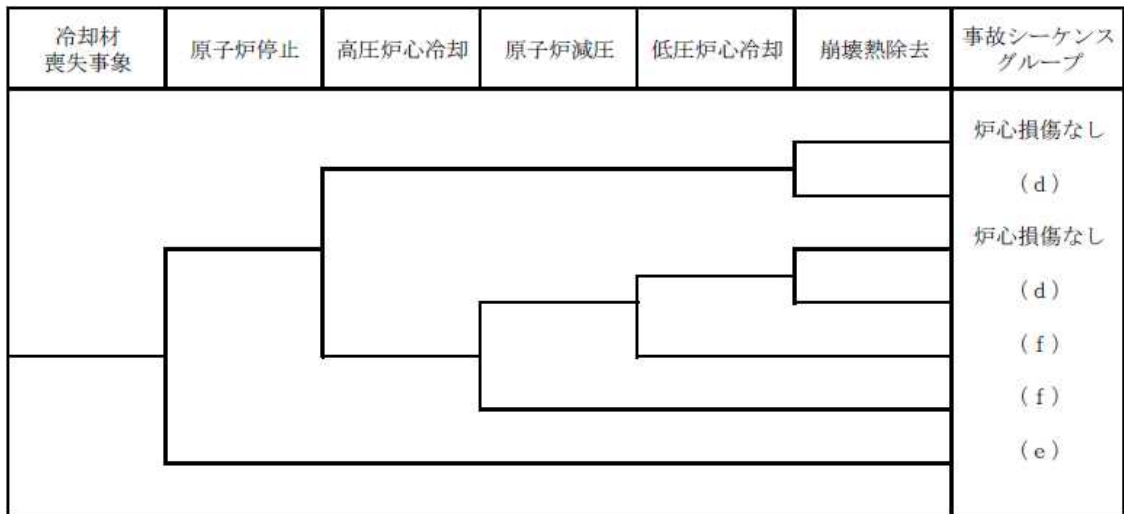 冷却材
喪失事象
原子炉停止
高圧炉心冷却
原子炉減圧
低圧炉心冷却
崩壊熱除去
事故シーケンス
グループ
炉心損傷なし
(d)
炉心損傷なし
(d)
(f)
(f)
(e)